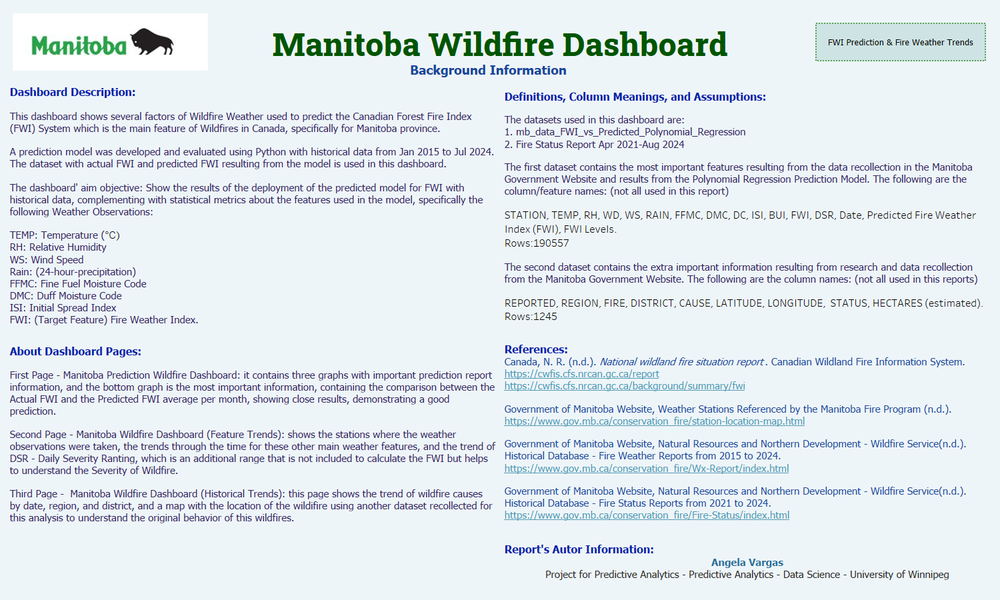 Manitoba
Manitoba Wildfire Dashboard
Background Information
FWI Prediction & Fire Weather Trends
Dashboard Description:
This dashboard shows several factors of Wildfire Weather used to predict the Canadian Forest Fire Index
(FWI) System which is the main feature of Wildfires in Canada, specifically for Manitoba province.
A prediction model was developed and evaluated using Python with historical data from Jan 2015 to Jul 2024.
The dataset with actual FWI and predicted FWI resulting from the model is used in this dashboard.
The dashboard' aim objective: Show the results of the deployment of the predicted model for FWI with
historical data, complementing with statistical metrics about the features used in the model, specifically the
following Weather Observations:
TEMP: Temperature (°C)
RH: Relative Humidity
WS: Wind Speed
Rain: (24-hour-precipitation)
FFMC: Fine Fuel Moisture Code
DMC: Duff Moisture Code
ISI: Initial Spread Index
FWI: (Target Feature) Fire Weather Index.
About Dashboard Pages:
First Page - Manitoba Prediction Wildfire Dashboard: it contains three graphs with important prediction report
information, and the bottom graph is the most important information, containing the comparison between the
Actual FWI and the Predicted FWI average per month, showing close results, demonstrating a good
prediction.
Second Page - Manitoba Wildfire Dashboard (Feature Trends): shows the stations where the weather
observations were taken, the trends through the time for these other main weather features, and the trend of
DSR - Daily Severity Ranting, which is an additional range that is not included to calculate the FWI but helps
to understand the Severity of Wildfire.
Third Page -  Manitoba Wildfire Dashboard (Historical Trends): this page shows the trend of wildfire causes
by date, region, and district, and a map with the location of the wildifire using another dataset recollected for
this analysis to understand the original behavior of this wildfires.
Definitions, Column Meanings, and Assumptions:
The datasets used in this dashboard are:
1. mb_data_FWI_vs_Predicted_Polynomial_Regression
2. Fire Status Report Apr 2021-Aug 2024
The first dataset contains the most important features resulting from the data recollection in the Manitoba
Government Website and results from the Polynomial Regression Prediction Model. The following are the
column/feature names: (not all used in this report)
STATION, TEMP, RH, WD, WS, RAIN, FFMC, DMC, DC, ISI, BUI, FWI, DSR, Date, Predicted Fire Weather
Index (FWI), FWI Levels.
Rows:190557
The second dataset contains the extra important information resulting from research and data recollection
from the Manitoba Government Website. The following are the column names: (not all used in this reports)
REPORTED, REGION, FIRE, DISTRICT, CAUSE, LATITUDE, LONGITUDE,  STATUS, HECTARES (estimated).
Rows:1245
References:
Canada, N. R. (n.d.). National wildland fire situation report . Canadian Wildland Fire Information System.
https://cwfis.cfs.nrcan.gc.ca/report
https://cwfis.cfs.nrcan.gc.ca/background/summary/fwi
Government of Manitoba Website, Weather Stations Referenced by the Manitoba Fire Program (n.d.).
https://www.gov.mb.ca/conservation_fire/station-location-map.html
Government of Manitoba Website, Natural Resources and Northern Development - Wildfire Service(n.d.).
Historical Database - Fire Weather Reports from 2015 to 2024.
https://www.gov.mb.ca/conservation_fire/Wx-Report/index.html
Government of Manitoba Website, Natural Resources and Northern Development - Wildfire Service(n.d.).
Historical Database - Fire Status Reports from 2021 to 2024.
https://www.gov.mb.ca/conservation_fire/Fire-Status/index.html
Report's Autor Information:
Angela Vargas
Project for Predictive Analytics - Predictive Analytics - Data Science - University of Winnipeg